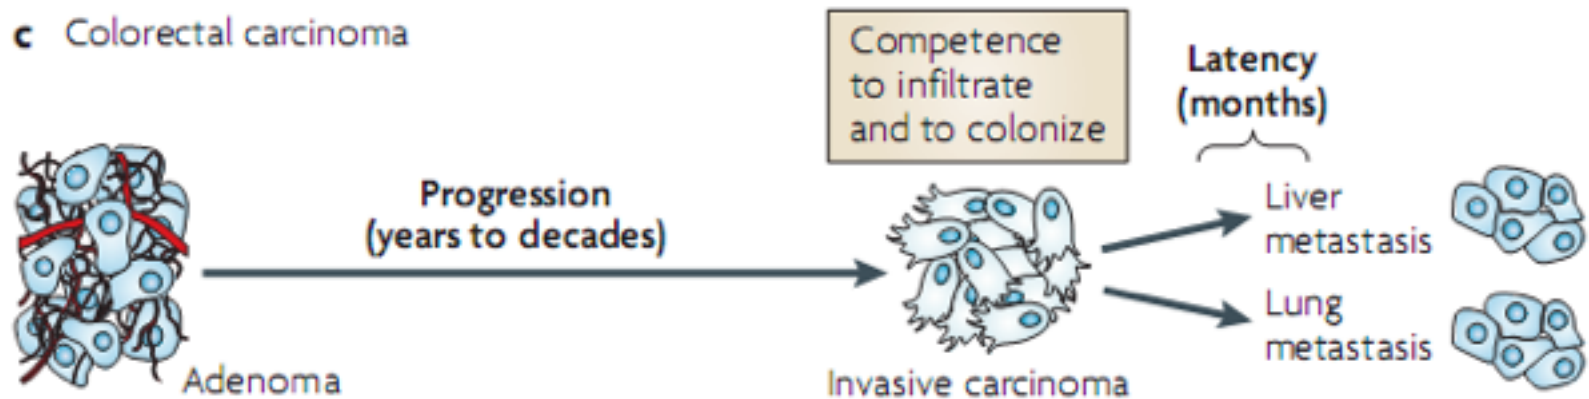 c Colorectal carcinoma
Competence
to infiltrate
and to colonize
Latency
(months)
Progression
(years to decades)
Liver
metastasis
Lung
metastasis
Adenoma
Invasive carcinoma